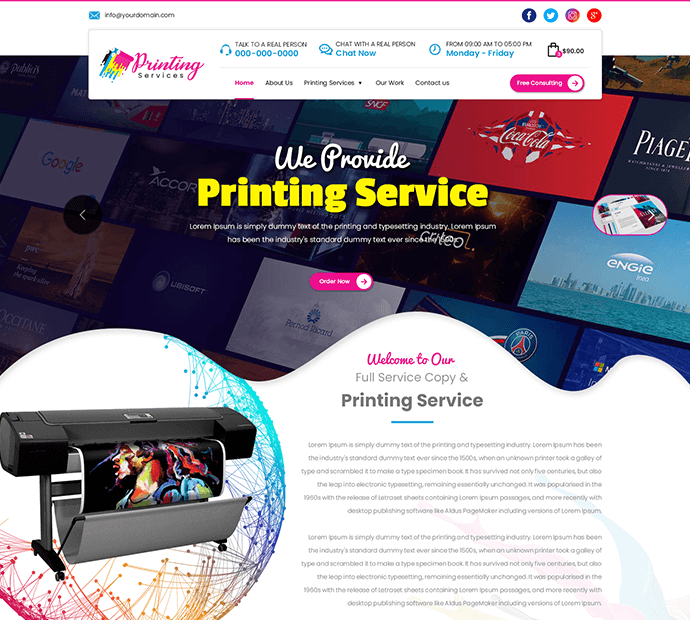 info@yourdomain.com
Printing
Services
TALK TO A REAL PERSON
000-000-0000
CHAT WITH A REAL PERSON
Chat Now
FROM 09:00 AM TO 05:00 PM
Monday - Friday
$90.00
Home
About Us
Printing Services
Our Work
Contact us
Free Consulting
publicis
SNCF
Coca-Cola
PIAGET
Google
ACCOR
We Provide
Printing Service
Lorem Ipsum is simply dummy text of the printing and typesetting industry. Lorem Ipsum
has been the industry's standard dummy text ever since the 1500s,
Criteo
Keeping
the spark alive
ENGIE
Inea
UBISOFT
Order Now
Pernod Ricard
L'OCCITANE
PARIS
Microsoft
Welcome to Our
Full Service Copy &
Printing Service
Lorem Ipsum is simply dummy text of the printing and typesetting industry. Lorem Ipsum
has been the industry's standard dummy text ever since the 1500s, when an unknown printer took a galley of
type and scrambled it to make a type specimen book. It has survived not only five centuries, but also
the leap into electronic typesetting, remaining essentially unchanged. It was popularised in the
1960s with the release of Letraset sheets containing Lorem Ipsum passages, and more recently with
desktop publishing software like Aldus PageMaker including versions of Lorem Ipsum.
Lorem Ipsum is simply dummy text of the printing and typesetting industry. Lorem Ipsum
has been the industry's standard dummy text ever since the 1500s, when an unknown printer took a galley of
type and scrambled it to make a type specimen book. It has survived not only five centuries, but also
the leap into electronic typesetting, remaining essentially unchanged. It was popularised in the
1960s with the release of Letraset sheets containing Lorem Ipsum passages, and more recently with
desktop publishing software like Aldus PageMaker including versions of Lorem Ipsum.